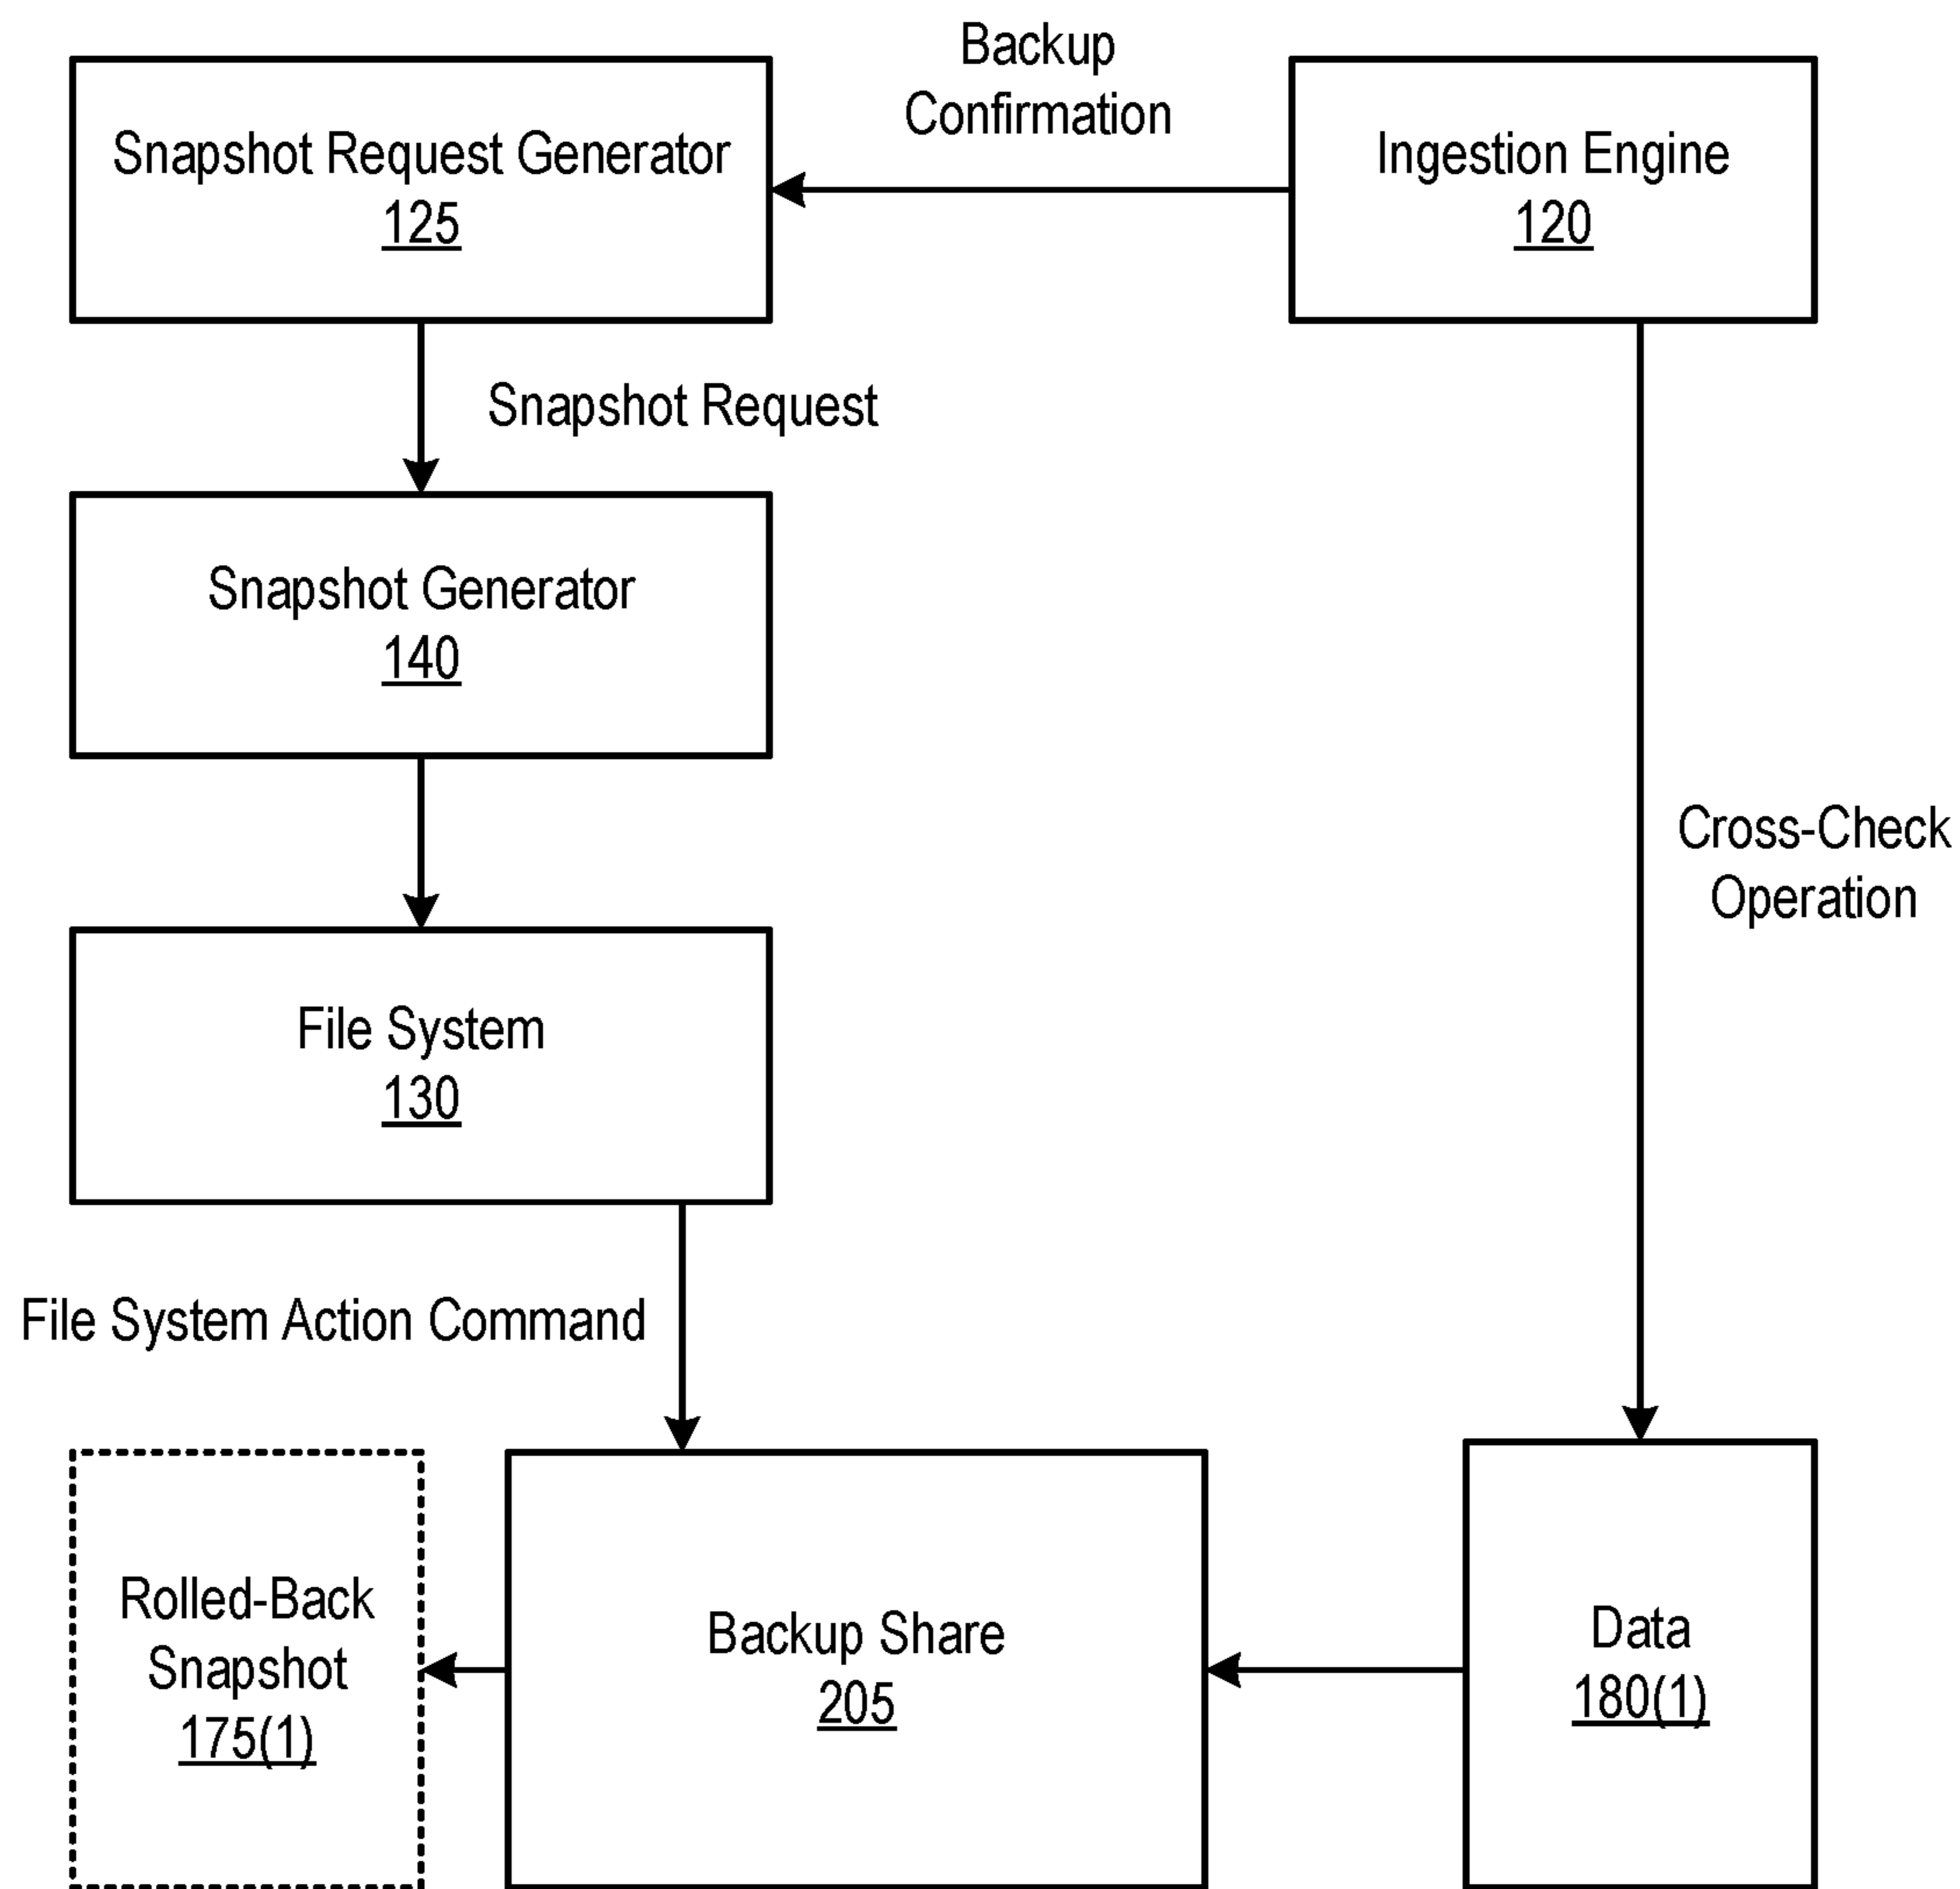 Backup
Confirmation
Snapshot Request Generator
125
Ingestion Engine
120
Snapshot Request
Snapshot Generator
140
Cross-Check
Operation
File System
130
File System Action Command
Rolled-Back
Snapshot
175(1)
Backup Share
205
Data
180(1)